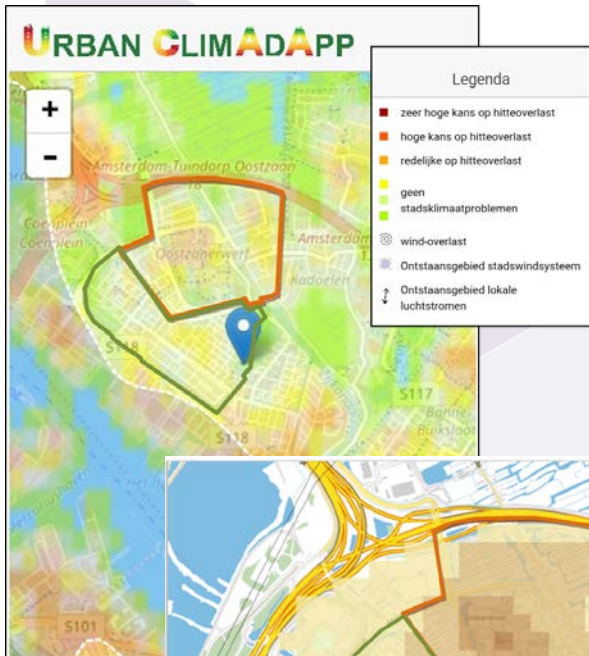 URBAN CLIMADAPP
+
-
Legenda
zeer hoge kans op hitteoverlast
hoge kans op hitteoverlast
redelijke op hitteoverlast
geen
stadsklimaatproblemen
wind-overlast
Ontstaansgebied stadswindsysteem
Ontstaansgebied lokale
luchtstromen
Amsterdam-Tuindorp Oostzaan
Coenplein
Coenplein
Oostzanerwerf
Amsterdam
Kadoelen
S118
S117
Banne-
Buiksloot
S118
S101